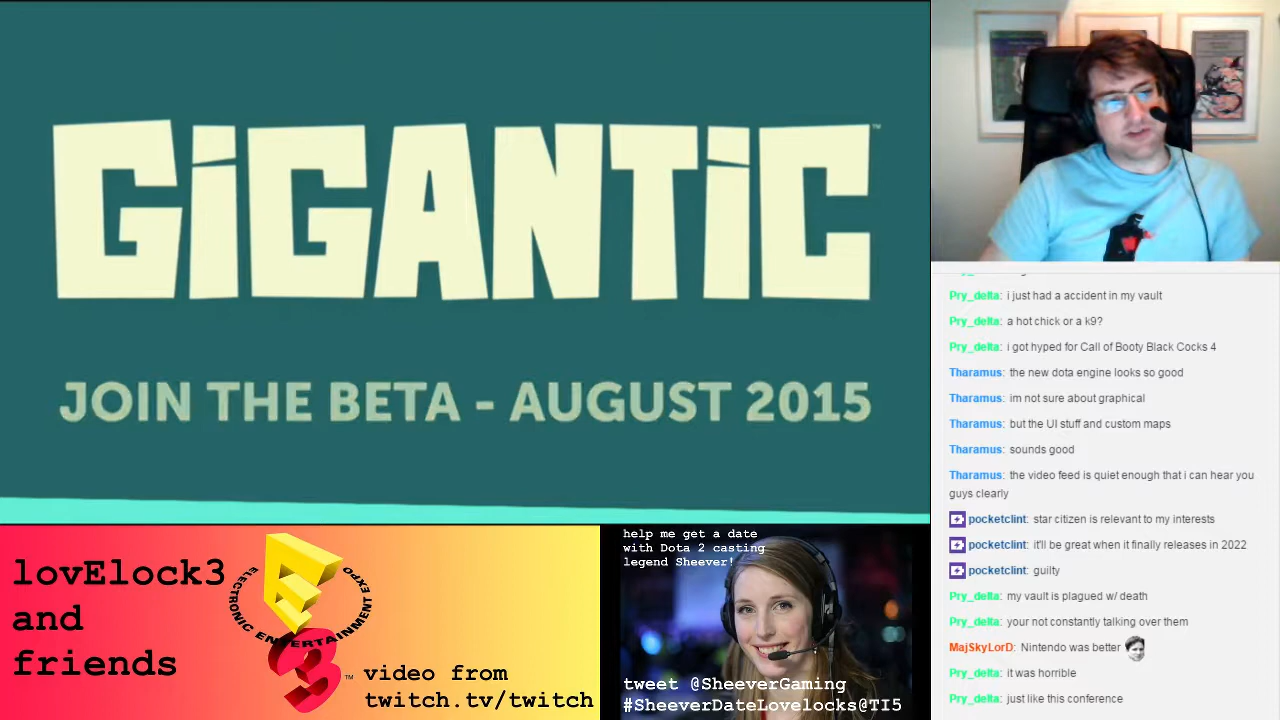 GiGANTiC™
JOIN THE BETA - AUGUST 2015
lovElock3
and
friends
ELECTRONIC ENTERTAINMENT EXPO
E3™
video from
twitch.tv/twitch
help me get a date
with Dota 2 casting
legend Sheever!
tweet @SheeverGaming
#SheeverDateLovelocks@TI5
Pry_delta: i just had a accident in my vault
Pry_delta: a hot chick or a k9?
Pry_delta: i got hyped for Call of Booty Black Cocks 4
Tharamus: the new dota engine looks so good
Tharamus: im not sure about graphical
Tharamus: but the UI stuff and custom maps
Tharamus: sounds good
Tharamus: the video feed is quiet enough that i can hear you
guys clearly
pocketclint: star citizen is relevant to my interests
pocketclint: it'll be great when it finally releases in 2022
pocketclint: guilty
Pry_delta: my vault is plagued w/ death
Pry_delta: your not constantly talking over them
MajSkyLorD: Nintendo was better
Pry_delta: it was horrible
Pry_delta: just like this conference